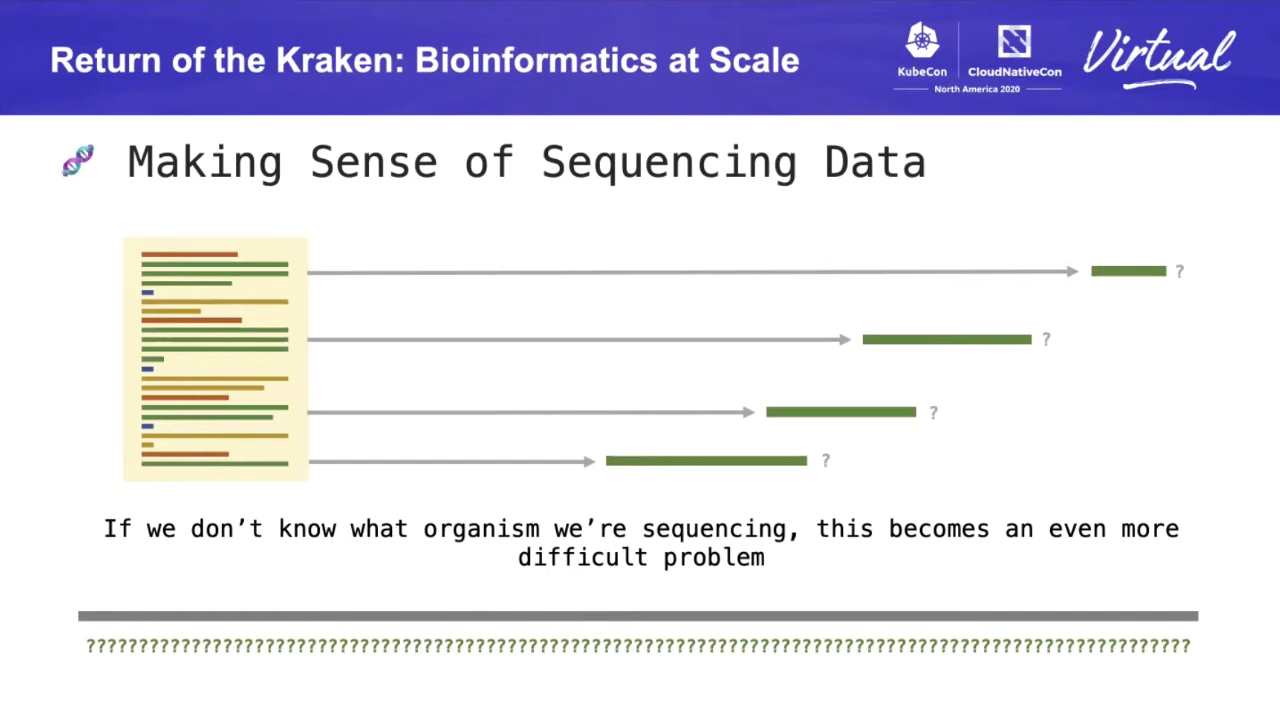 Return of the Kraken: Bioinformatics at Scale
KubeCon
CloudNativeCon
North America 2020
Virtual
Making Sense of Sequencing Data
?
?
?
?
If we don’t know what organism we’re sequencing, this becomes an even more
difficult problem
?????????????????????????????????????????????????????????????????????????????????????????????????????????